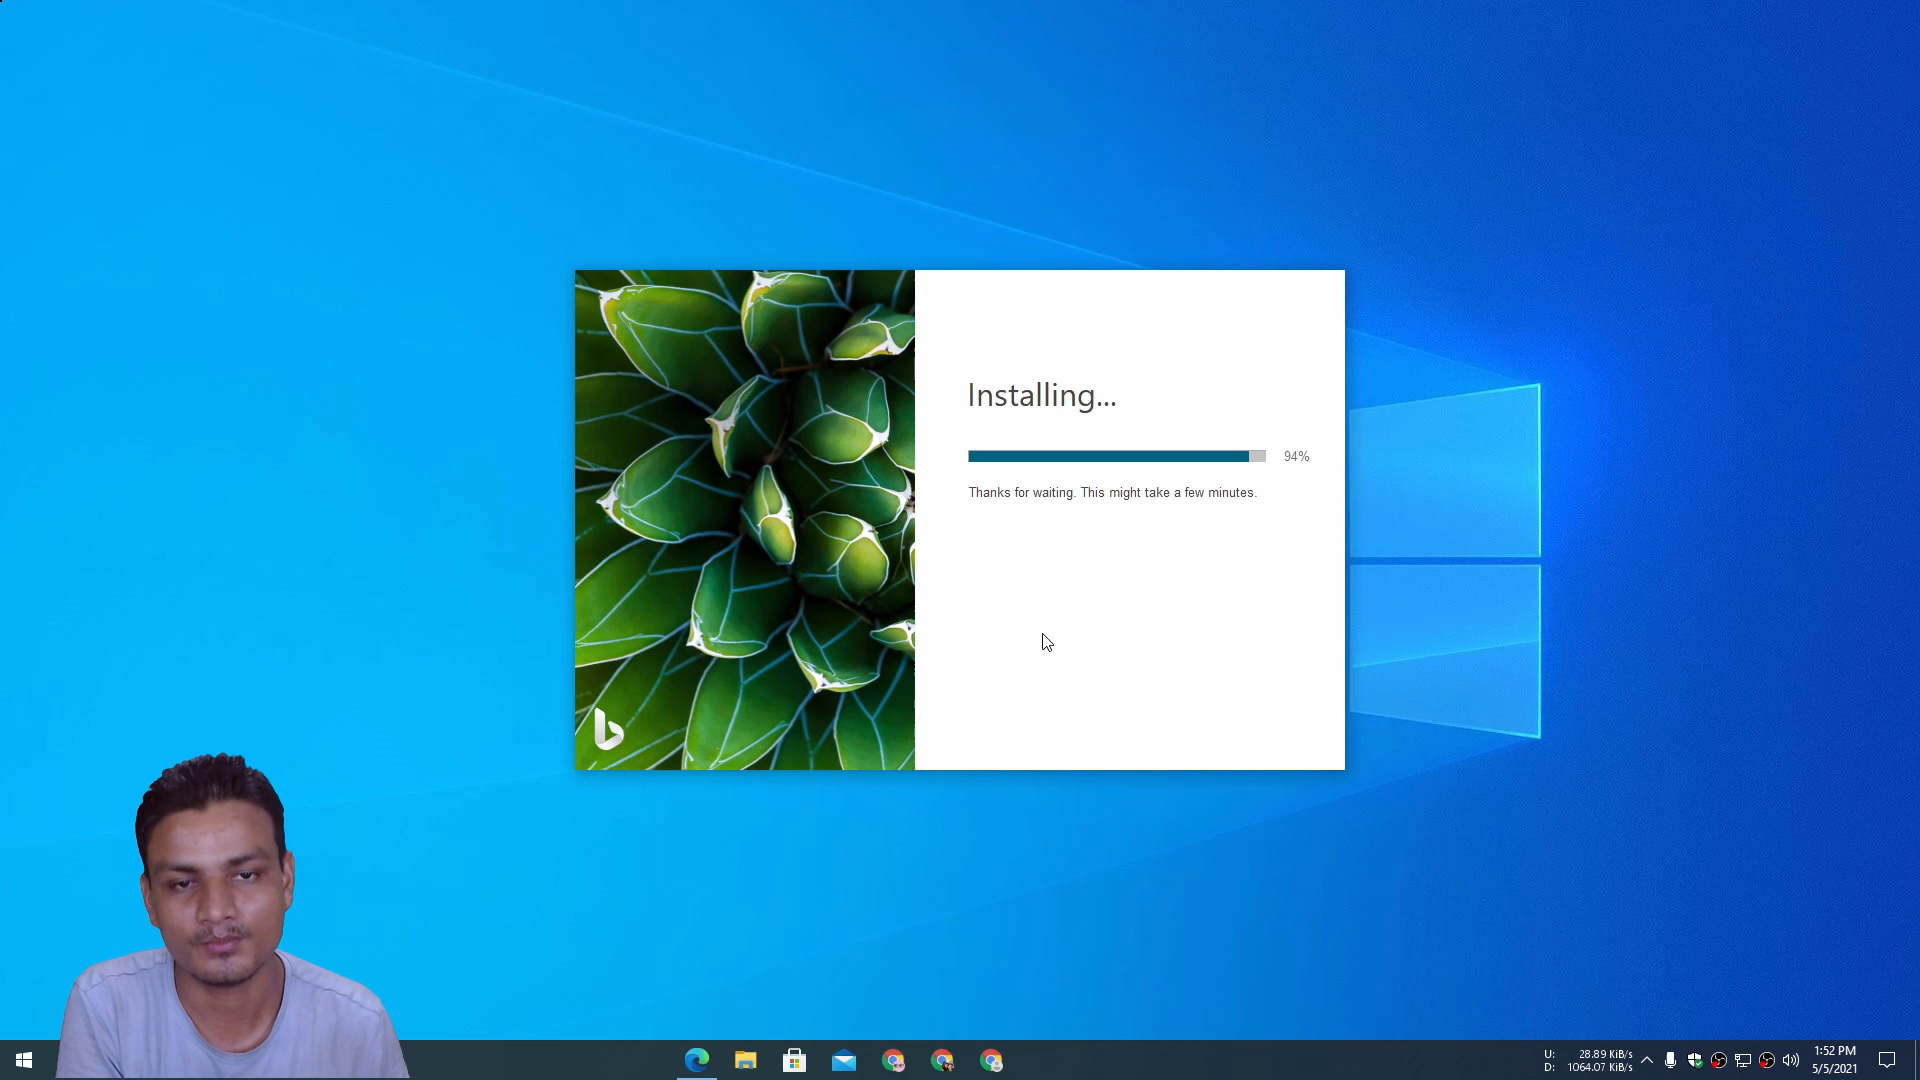 Installing...
94%
Thanks for waiting. This might take a few minutes.
U: 28.89 KiB/s
D: 1064.07 KiB/s
1:52 PM
5/5/2021